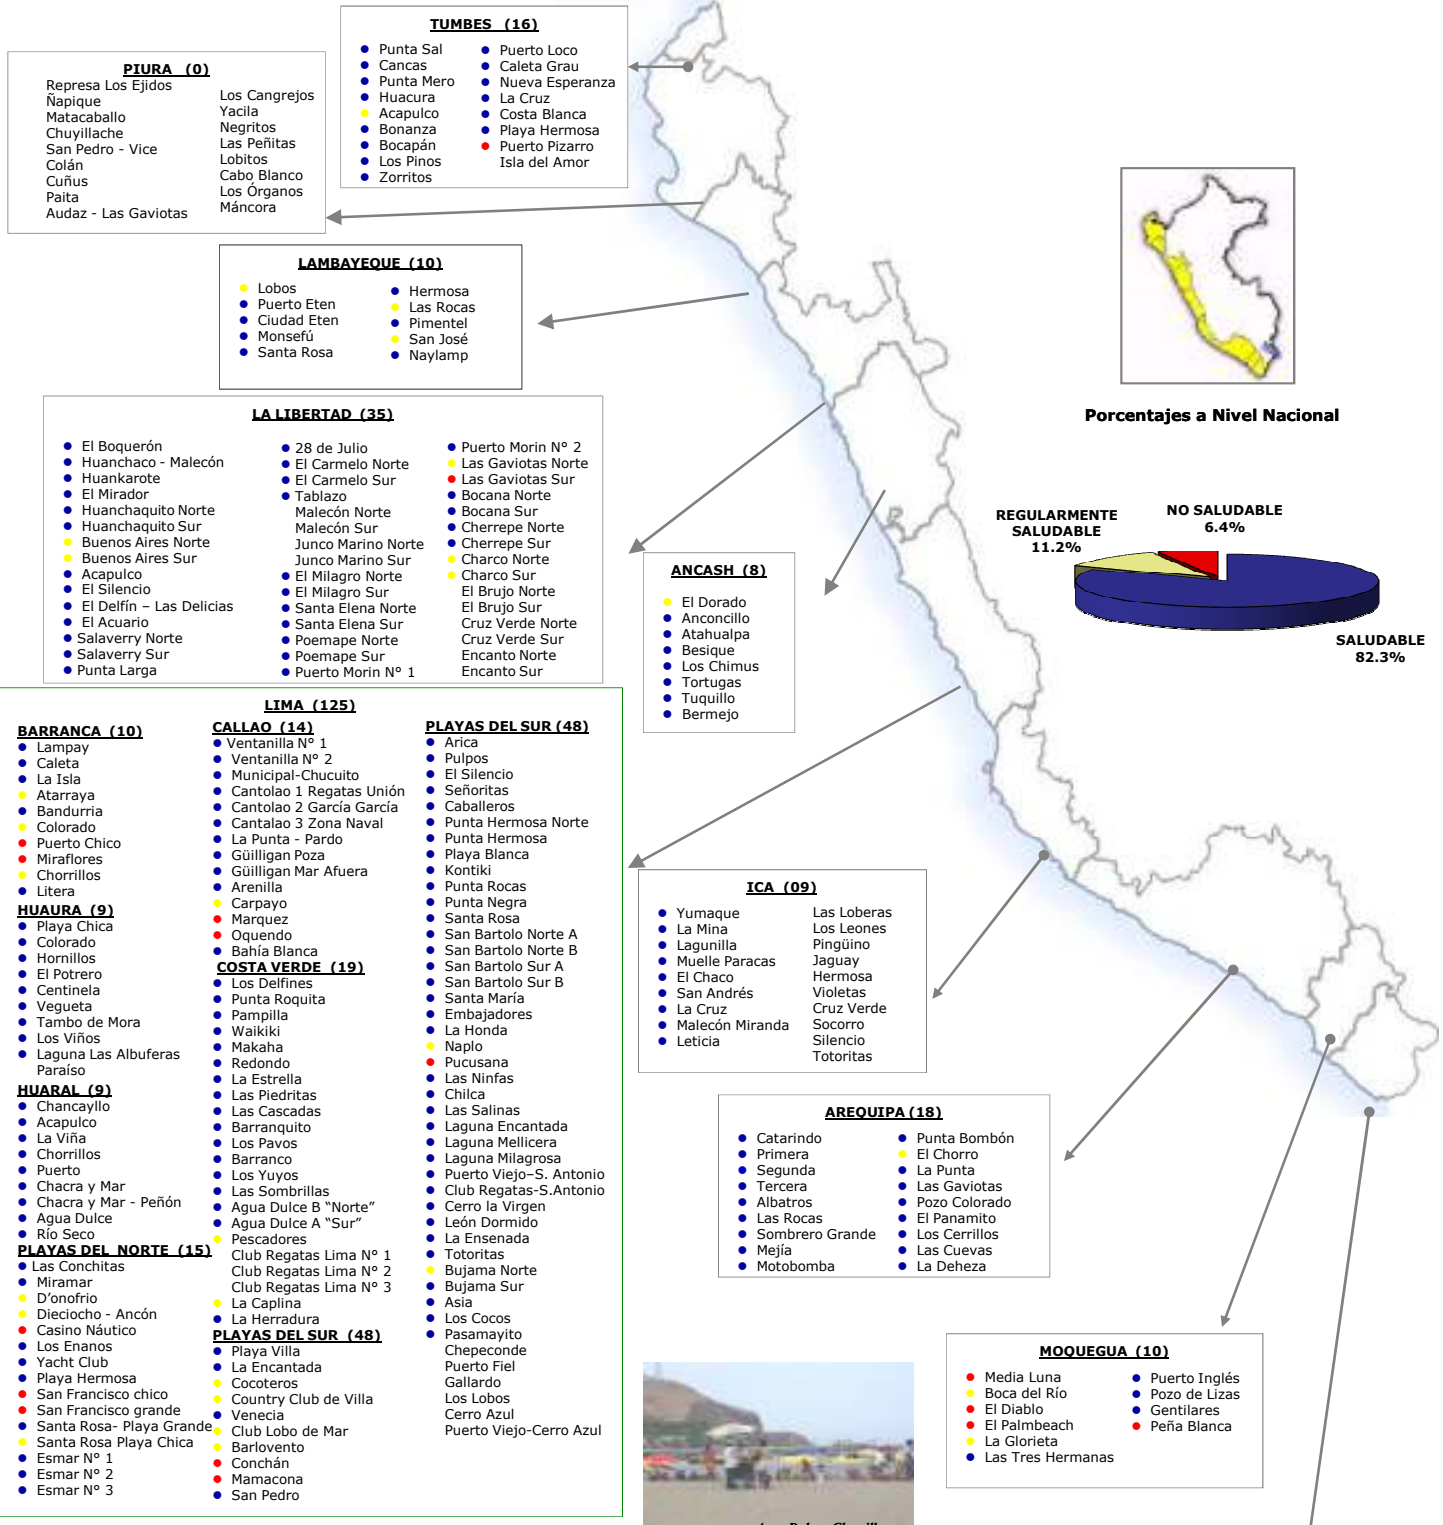 TUMBES (16)
Punta Sal
Cancas
Punta Mero
Huacura
Acapulco
Bonanza
Bocapán
Los Pinos
Zorritos
Puerto Loco
Caleta Grau
Nueva Esperanza
La Cruz
Costa Blanca
Playa Hermosa
Puerto Pizarro
Isla del Amor
PIURA (0)
Represa Los Ejidos
Ñapique
Matacaballo
Chuyillache
San Pedro - Vice
Colán
Cuñus
Paita
Audaz - Las Gaviotas
Los Cangrejos
Yacila
Negritos
Las Peñitas
Lobitos
Cabo Blanco
Los Órganos
Máncora
LAMBAYEQUE (10)
Lobos
Puerto Eten
Ciudad Eten
Monsefú
Santa Rosa
Hermosa
Las Rocas
Pimentel
San José
Naylamp
LA LIBERTAD (35)
El Boquerón
Huanchaco - Malecón
Huankarote
El Mirador
Huanchaquito Norte
Huanchaquito Sur
Buenos Aires Norte
Buenos Aires Sur
Acapulco
El Silencio
El Delfín – Las Delicias
El Acuario
Salaverry Norte
Salaverry Sur
Punta Larga
28 de Julio
El Carmelo Norte
El Carmelo Sur
Tablazo
Malecón Norte
Malecón Sur
Junco Marino Norte
Junco Marino Sur
El Milagro Norte
El Milagro Sur
Santa Elena Norte
Santa Elena Sur
Poemape Norte
Poemape Sur
Puerto Morin N° 1
Puerto Morin N° 2
Las Gaviotas Norte
Las Gaviotas Sur
Bocana Norte
Bocana Sur
Cherrepe Norte
Cherrepe Sur
Charco Norte
Charco Sur
El Brujo Norte
El Brujo Sur
Cruz Verde Norte
Cruz Verde Sur
Encanto Norte
Encanto Sur
Porcentajes a Nivel Nacional
REGULARMENTE
SALUDABLE
11.2%
NO SALUDABLE
6.4%
SALUDABLE
82.3%
ANCASH (8)
El Dorado
Anconcillo
Atahualpa
Besique
Los Chimus
Tortugas
Tuquillo
Bermejo
LIMA (125)
BARRANCA (10)
Lampay
Caleta
La Isla
Atarraya
Bandurria
Colorado
Puerto Chico
Miraflores
Chorrillos
Litera
HUAURA (9)
Playa Chica
Colorado
Hornillos
El Potrero
Centinela
Vegueta
Tambo de Mora
Los Viños
Laguna Las Albuferas
Paraíso
HUARAL (9)
Chancayllo
Acapulco
La Viña
Chorrillos
Puerto
Chacra y Mar
Chacra y Mar - Peñón
Agua Dulce
Río Seco
PLAYAS DEL NORTE (15)
Las Conchitas
Miramar
D'onofrio
Dieciocho - Ancón
Casino Náutico
Los Enanos
Yacht Club
Playa Hermosa
San Francisco chico
San Francisco grande
Santa Rosa- Playa Grande
Santa Rosa Playa Chica
Esmar N° 1
Esmar N° 2
Esmar N° 3
CALLAO (14)
Ventanilla N° 1
Ventanilla N° 2
Municipal-Chucuito
Cantolao 1 Regatas Unión
Cantolao 2 García García
Cantalao 3 Zona Naval
La Punta - Pardo
Güilligan Poza
Güilligan Mar Afuera
Arenilla
Carpayo
Marquez
Oquendo
Bahía Blanca
COSTA VERDE (19)
Los Delfines
Punta Roquita
Pampilla
Waikiki
Makaha
Redondo
La Estrella
Las Piedritas
Las Cascadas
Barranquito
Los Pavos
Barranco
Los Yuyos
Las Sombrillas
Agua Dulce B “Norte”
Agua Dulce A “Sur”
Pescadores
Club Regatas Lima N° 1
Club Regatas Lima N° 2
Club Regatas Lima N° 3
La Caplina
La Herradura
PLAYAS DEL SUR (48)
Playa Villa
La Encantada
Cocoteros
Country Club de Villa
Venecia
Club Lobo de Mar
Barlovento
Conchán
Mamacona
San Pedro
PLAYAS DEL SUR (48)
Arica
Pulpos
El Silencio
Señoritas
Caballeros
Punta Hermosa Norte
Punta Hermosa
Playa Blanca
Kontiki
Punta Rocas
Punta Negra
Santa Rosa
San Bartolo Norte A
San Bartolo Norte B
San Bartolo Sur A
San Bartolo Sur B
Santa María
Embajadores
La Honda
Naplo
Pucusana
Las Ninfas
Chilca
Las Salinas
Laguna Encantada
Laguna Mellicera
Laguna Milagrosa
Puerto Viejo–S. Antonio
Club Regatas-S.Antonio
Cerro la Virgen
León Dormido
La Ensenada
Totoritas
Bujama Norte
Bujama Sur
Asia
Los Cocos
Pasamayito
Chepeconde
Puerto Fiel
Gallardo
Los Lobos
Cerro Azul
Puerto Viejo-Cerro Azul
ICA (09)
Yumaque
La Mina
Lagunilla
Muelle Paracas
El Chaco
San Andrés
La Cruz
Malecón Miranda
Leticia
Las Loberas
Los Leones
Pingüino
Jaguay
Hermosa
Violetas
Cruz Verde
Socorro
Silencio
Totoritas
AREQUIPA (18)
Catarindo
Primera
Segunda
Tercera
Albatros
Las Rocas
Sombrero Grande
Mejía
Motobomba
Punta Bombón
El Chorro
La Punta
Las Gaviotas
Pozo Colorado
El Panamito
Los Cerrillos
Las Cuevas
La Deheza
MOQUEGUA (10)
Media Luna
Boca del Río
El Diablo
El Palmbeach
La Glorieta
Las Tres Hermanas
Puerto Inglés
Pozo de Lizas
Gentilares
Peña Blanca